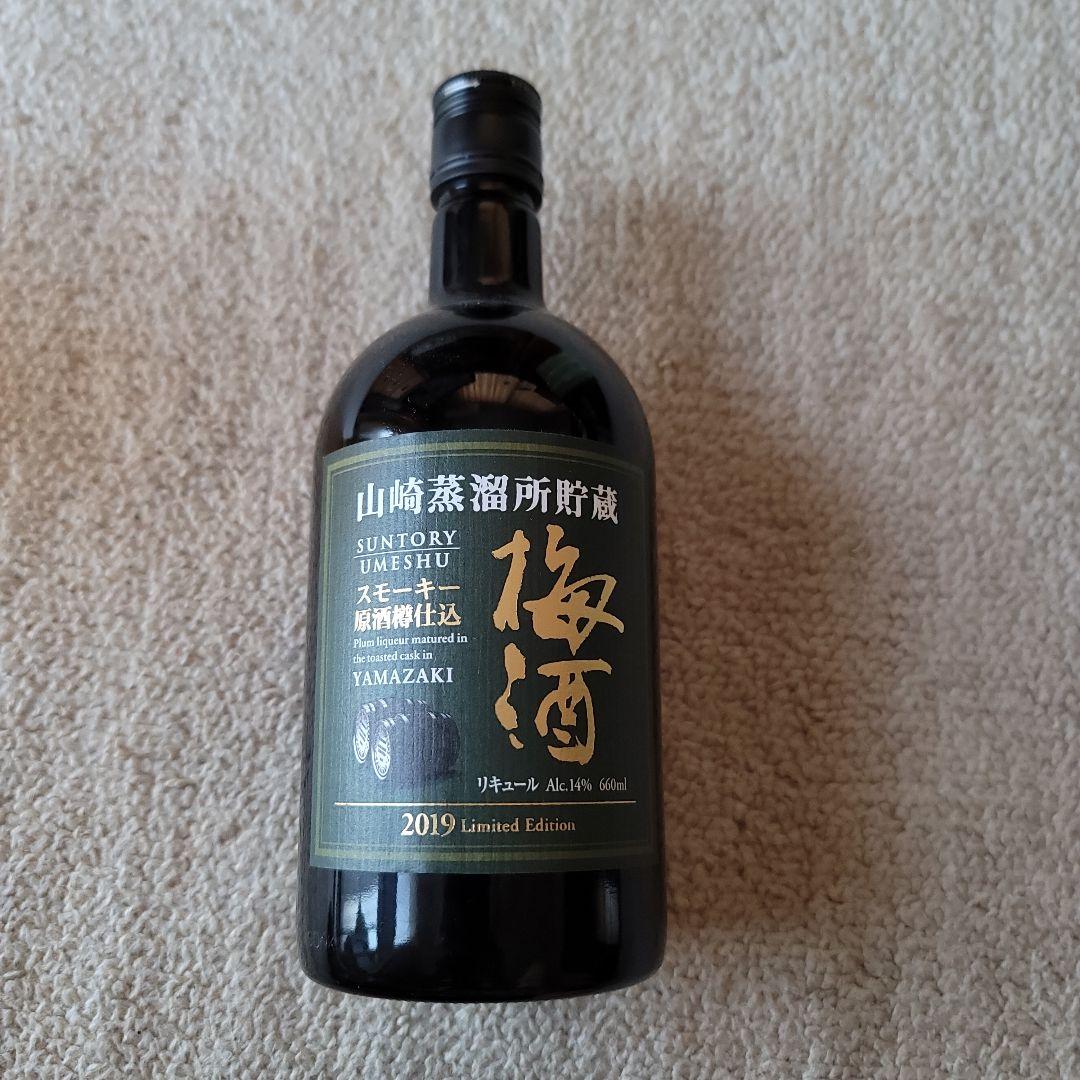 山崎蒸溜所貯蔵
SUNTORY
UMESHU
スモーキー
原酒樽仕込
Plum liqueur matured in
the toasted cask in
YAMAZAKI
梅酒
リキュール Alc.14% 660ml
2019 Limited Edition